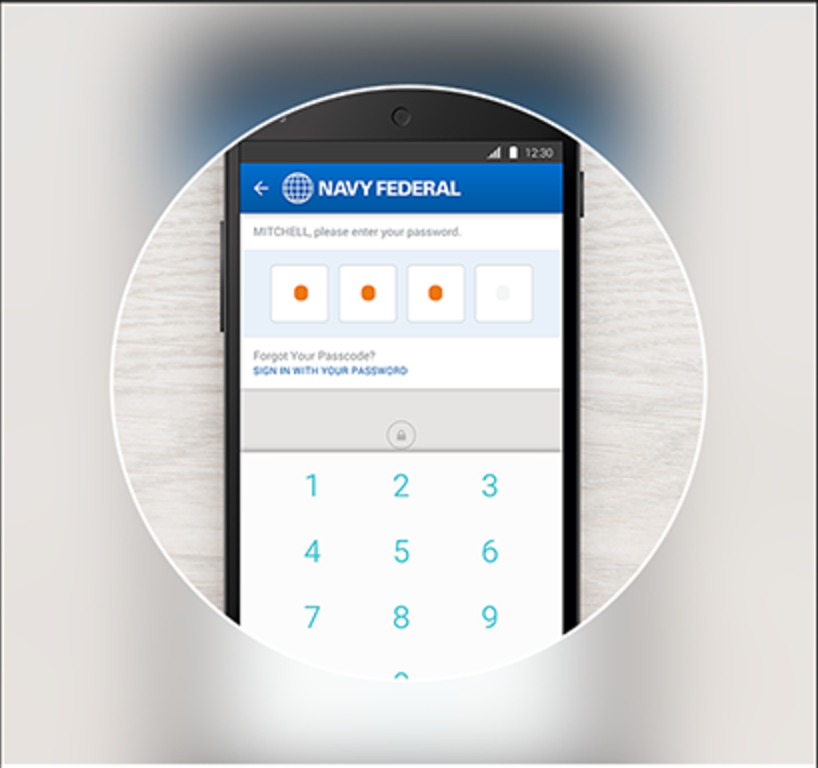 12:30
NAVY FEDERAL
MITCHELL, please enter your password.
Forgot Your Passcode?
SIGN IN WITH YOUR PASSWORD
1 2 3
4 5 6
7 8 9